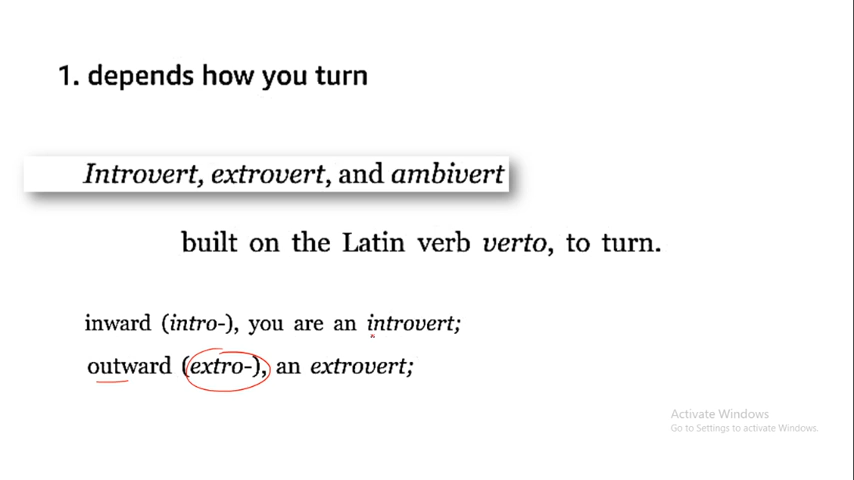 1. depends how you turn
Introvert, extrovert, and ambivert
built on the Latin verb verto, to turn.
inward (intro-), you are an introvert;
outward (extro-), an extrovert;
Activate Windows
Go to Settings to activate Windows.